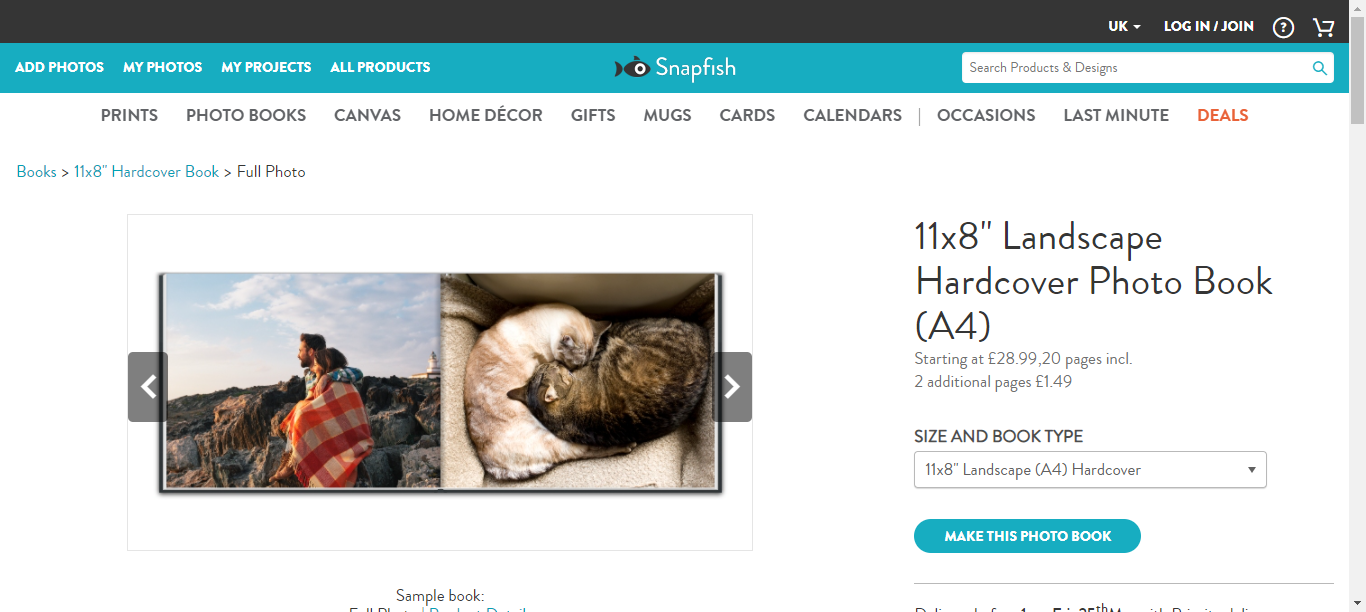 UK
LOG IN / JOIN
?
ADD PHOTOS
MY PHOTOS
MY PROJECTS
ALL PRODUCTS
Snapfish
Search Products & Designs
PRINTS
PHOTO BOOKS
CANVAS
HOME DÉCOR
GIFTS
MUGS
CARDS
CALENDARS
|
OCCASIONS
LAST MINUTE
DEALS
Books > 11x8" Hardcover Book > Full Photo
11x8" Landscape
Hardcover Photo Book
(A4)
Starting at £28.99,20 pages incl.
2 additional pages £1.49
SIZE AND BOOK TYPE
11x8" Landscape (A4) Hardcover
MAKE THIS PHOTO BOOK
Sample book: